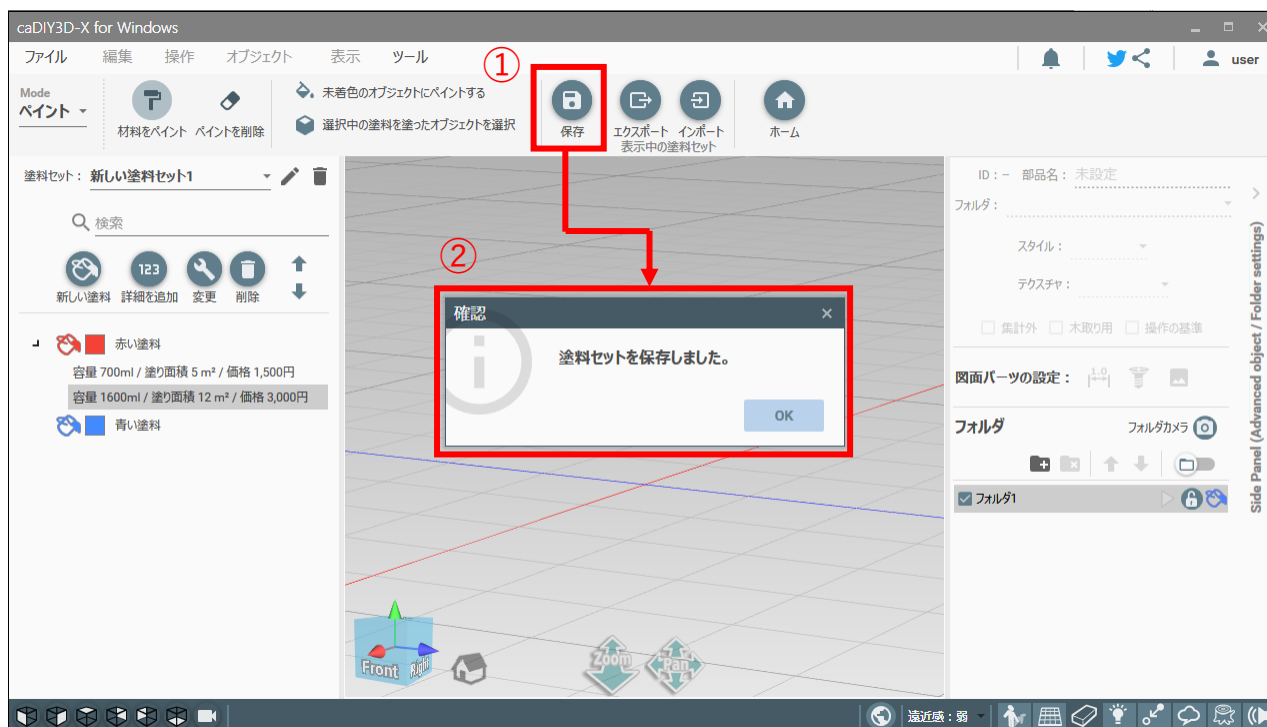 caDIY3D-X for Windows
ファイル 編集 操作 オブジェクト 表示 ツール user
①
Mode
ペイント
材料をペイント ペイントを削除
未着色のオブジェクトにペイントする
選択中の塗料を塗ったオブジェクトを選択
保存 エクスポート インポート ホーム
表示中の塗料セット
塗料セット： 新しい塗料セット1
検索
123
新しい塗料 詳細を追加 変更 削除
赤い塗料
容量 700ml / 塗り面積 5 m² / 価格 1,500円
容量 1600ml / 塗り面積 12 m² / 価格 3,000円
青い塗料
②
確認
塗料セットを保存しました。
OK
Front Right
Zoom Pan
ID : - 部品名： 未設定
フォルダ：
スタイル：
テクスチャ：
集計外 木取り用 操作の基準
図面パーツの設定： 1.0
フォルダ フォルダカメラ
フォルダ1
Side Panel (Advanced object / Folder settings)
遠近感：弱